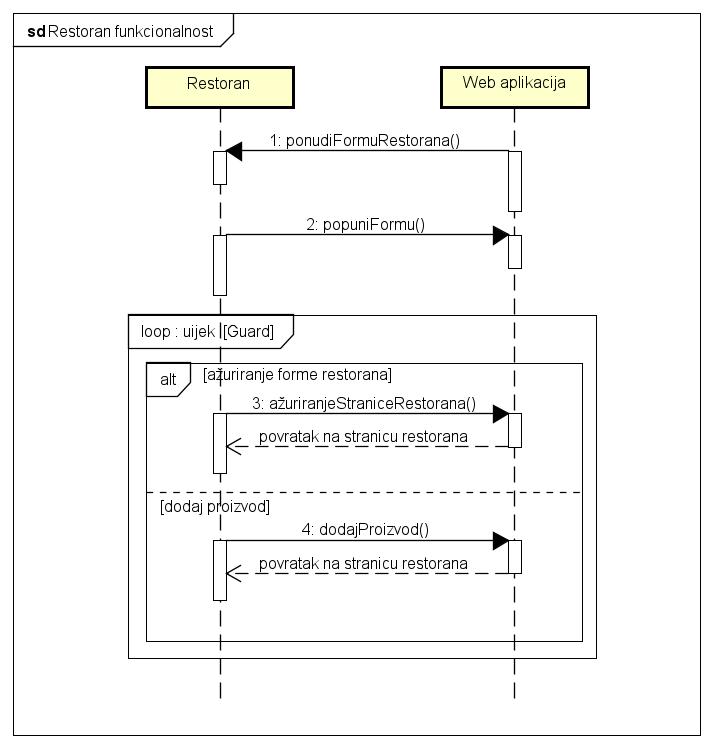 sd Restoran funkcionalnost
Restoran
Web aplikacija
1: ponudiFormuRestorana()
2: popuniFormu()
loop : uijek [Guard]
alt
[ažuriranje forme restorana]
3: ažuriranjeStraniceRestorana()
povratak na stranicu restorana
[dodaj proizvod]
4: dodajProizvod()
povratak na stranicu restorana